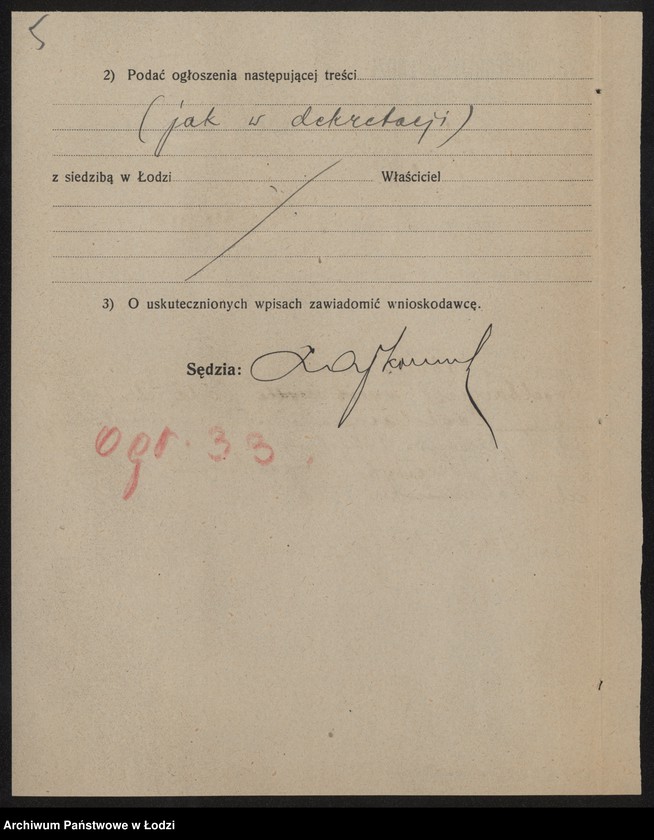 5
2) Podać ogłoszenia następującej treści
(jak w dekretacji)
z siedzibą w Łodzi Właściciel
3) O uskutecznionych wpisach zawiadomić wnioskodawcę.
Sędzia:
Ogł. 33.
Archiwum Państwowe w Łodzi